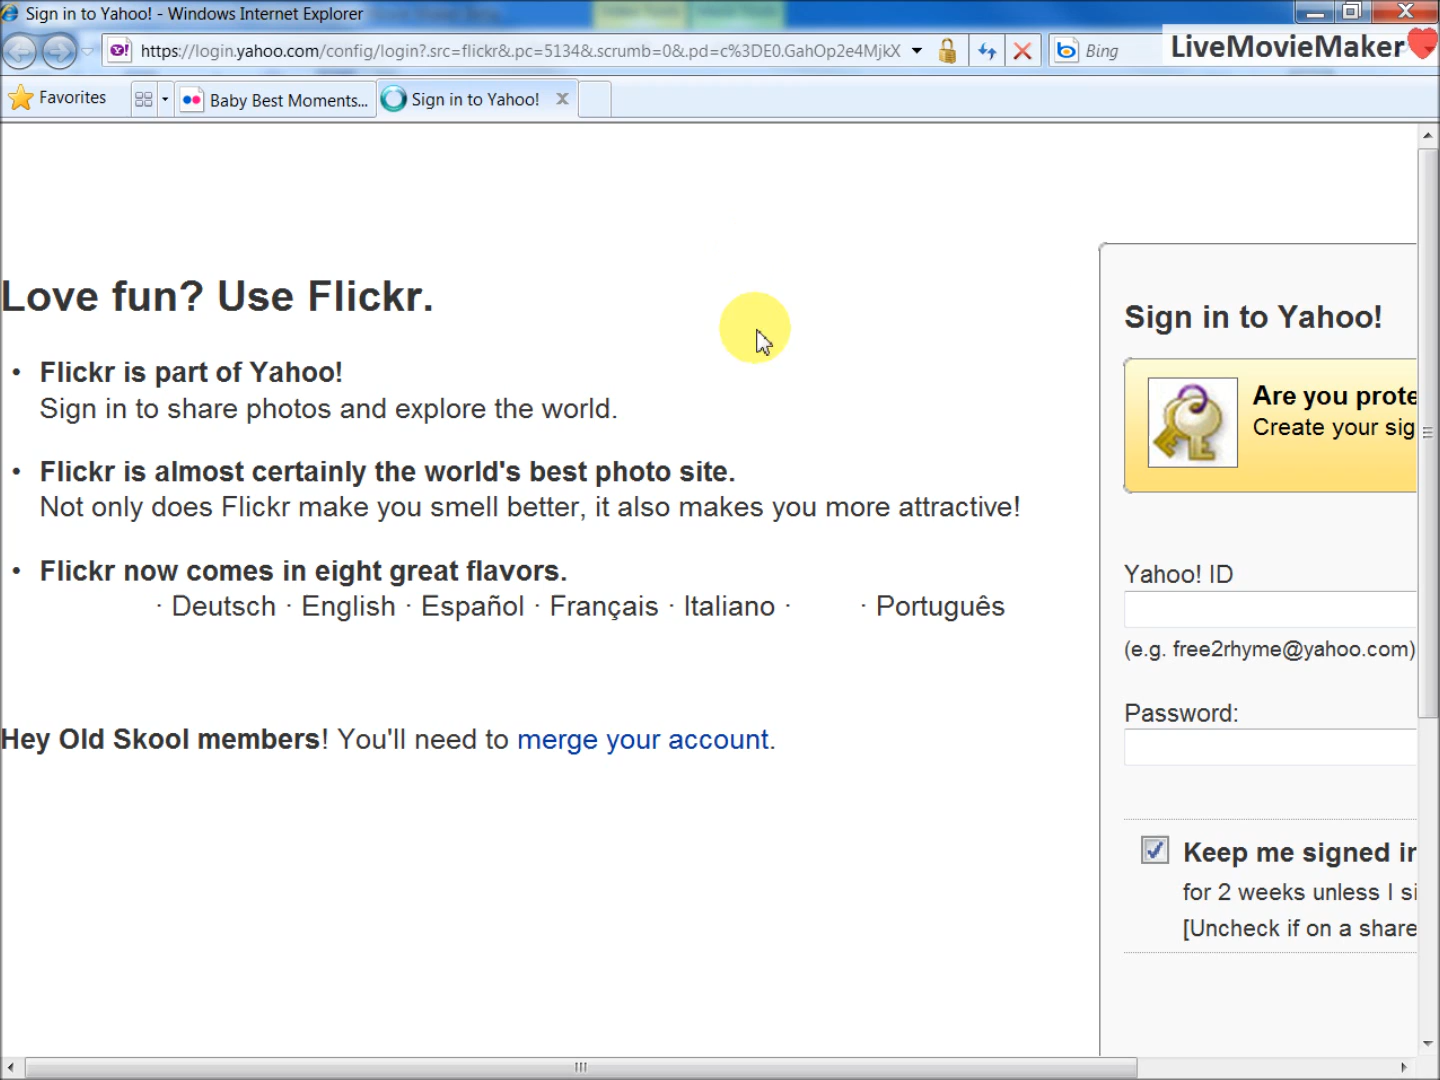 Sign in to Yahoo! - Windows Internet Explorer
https://login.yahoo.com/config/login?.src=flickr&.pc=5134&.scrumb=0&.pd=c%3DE0.GahOp2e4MjkX
Bing
LiveMovieMaker
Favorites
Baby Best Moments...
Sign in to Yahoo!
Love fun? Use Flickr.
• Flickr is part of Yahoo!
Sign in to share photos and explore the world.
• Flickr is almost certainly the world's best photo site.
Not only does Flickr make you smell better, it also makes you more attractive!
• Flickr now comes in eight great flavors.
· Deutsch · English · Español · Français · Italiano · · Português
Hey Old Skool members! You'll need to merge your account.
Sign in to Yahoo!
Are you prote
Create your sig
Yahoo! ID
(e.g. free2rhyme@yahoo.com)
Password:
Keep me signed in
for 2 weeks unless I si
[Uncheck if on a share